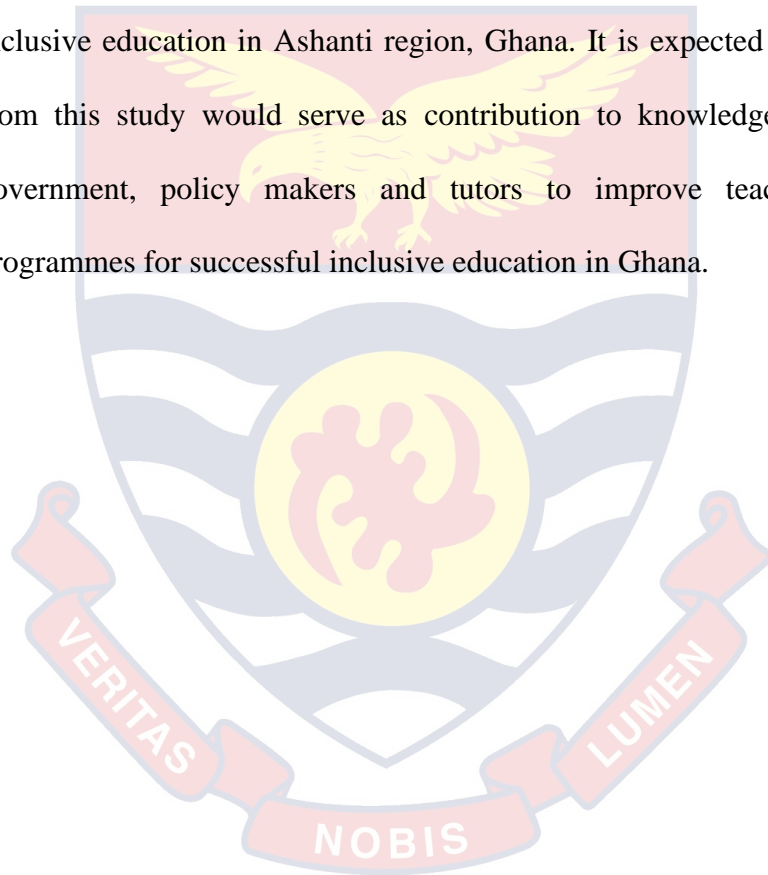 clusive education in Ashanti region, Ghana. It is expected
om this study would serve as contribution to knowledge
overnment, policy makers and tutors to improve teac
rogrammes for successful inclusive education in Ghana.
VERITAS
NOBIS
LUMEN